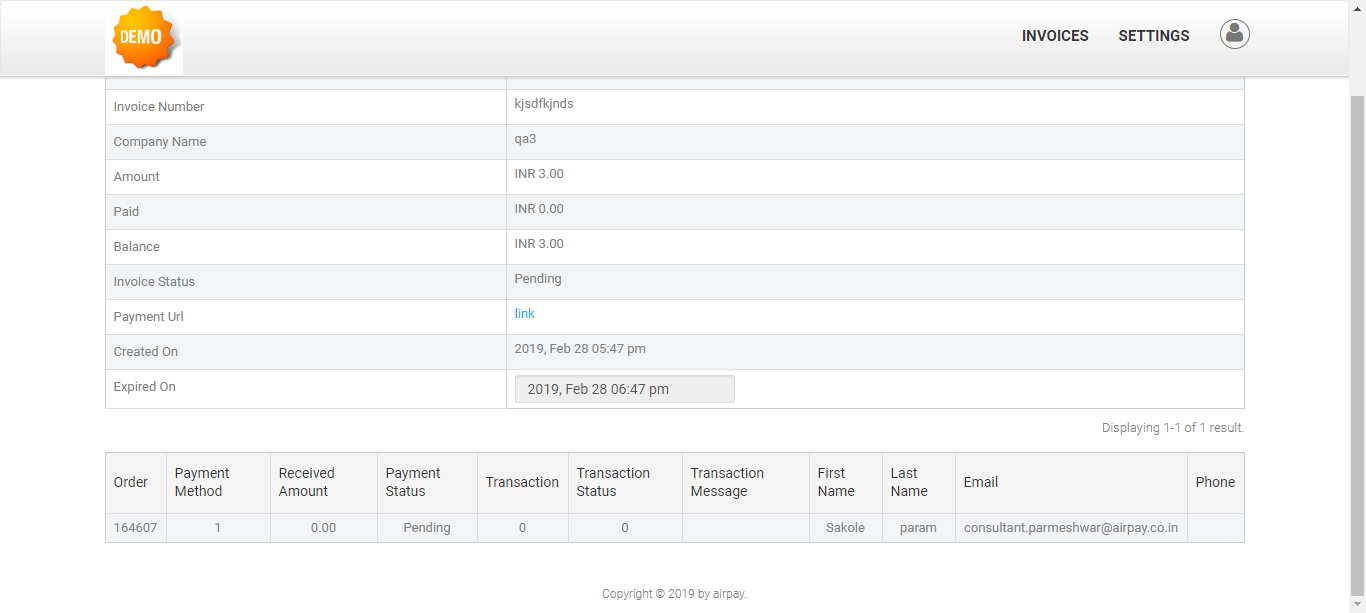 DEMO
INVOICES SETTINGS
Invoice Number kjsdfkjnds
Company Name qa3
Amount INR 3.00
Paid INR 0.00
Balance INR 3.00
Invoice Status Pending
Payment Url link
Created On 2019, Feb 28 05:47 pm
Expired On 2019, Feb 28 06:47 pm
Displaying 1-1 of 1 result.
Order Payment Method Received Amount Payment Status Transaction Transaction Status Transaction Message First Name Last Name Email Phone
164607 1 0.00 Pending 0 0 Sakole param consultant.parmeshwar@airpay.co.in
Copyright © 2019 by airpay.